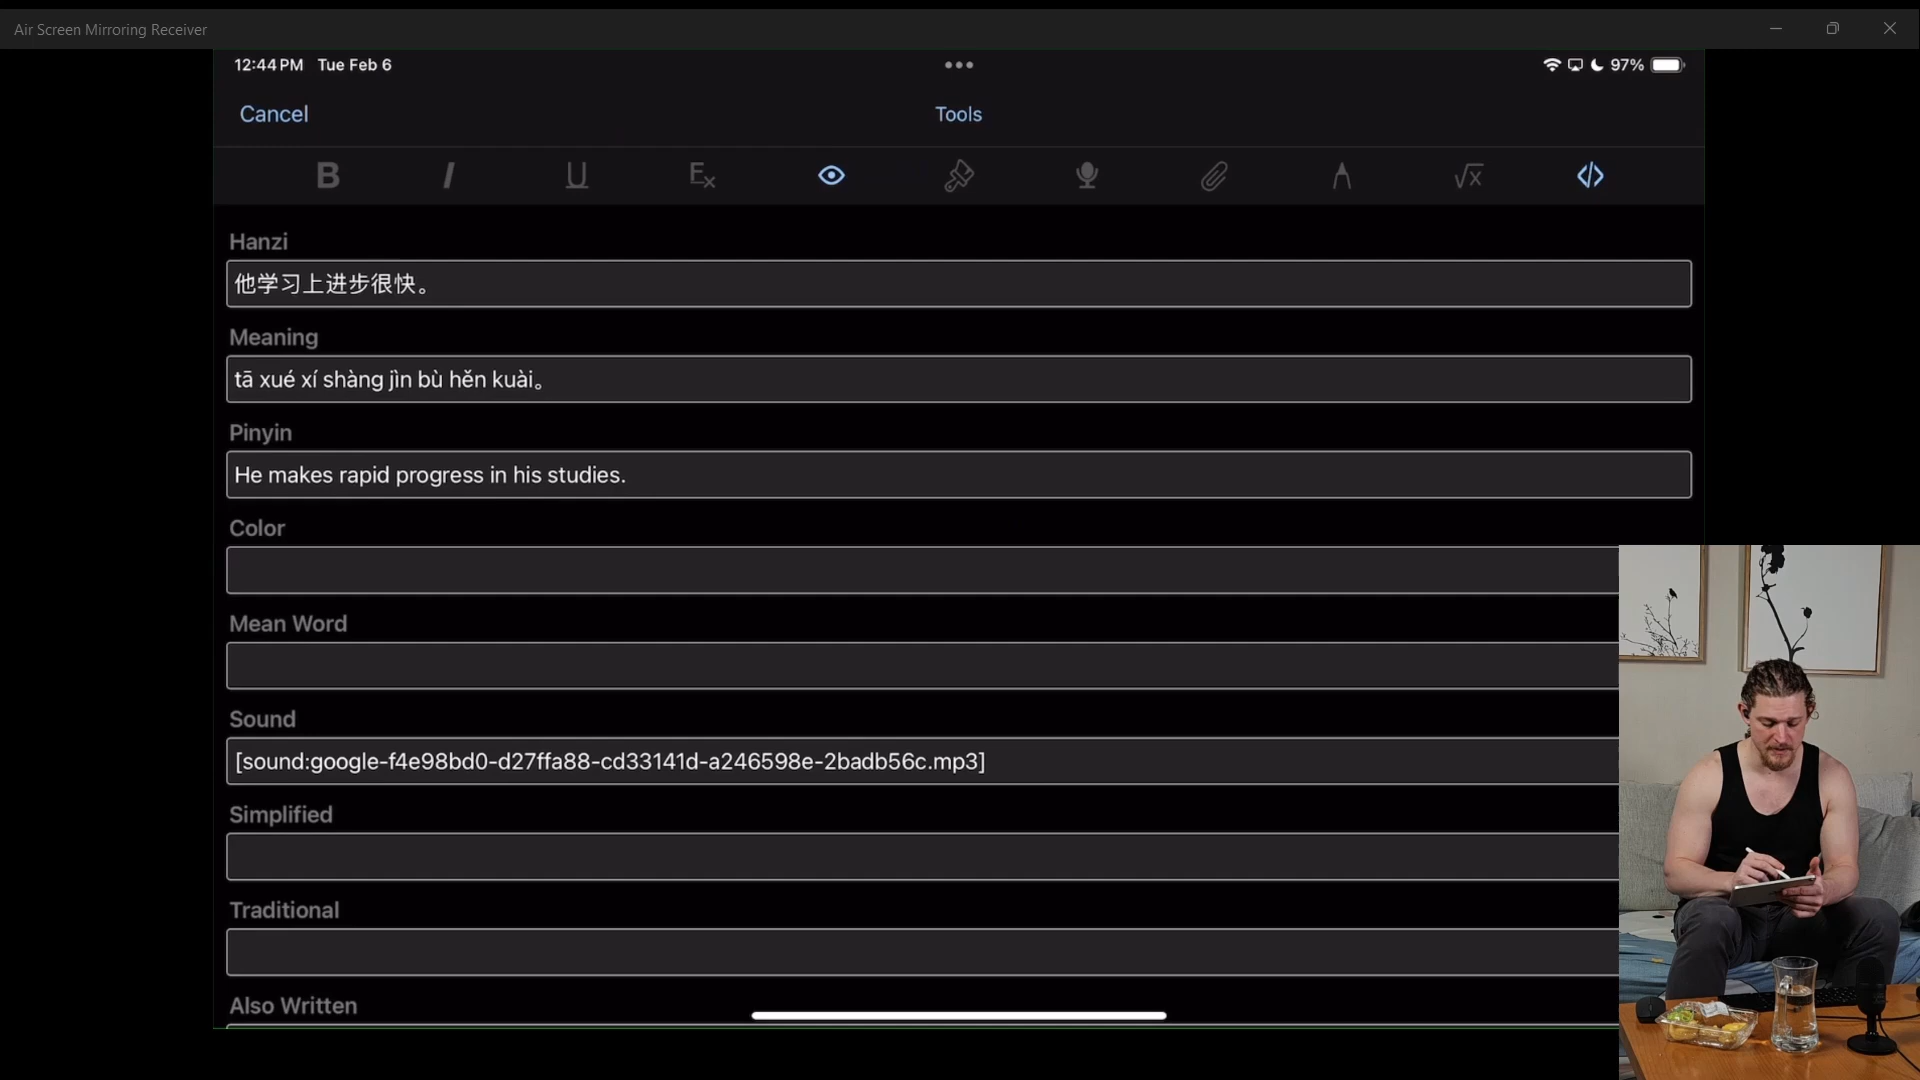 Air Screen Mirroring Receiver
12:44 PM Tue Feb 6
97%
Cancel
Tools
B I U Ex √x </>
Hanzi
他学习上进步很快。
Meaning
tā xué xí shàng jìn bù hěn kuài。
Pinyin
He makes rapid progress in his studies.
Color
Mean Word
Sound
[sound:google-f4e98bd0-d27ffa88-cd33141d-a246598e-2badb56c.mp3]
Simplified
Traditional
Also Written